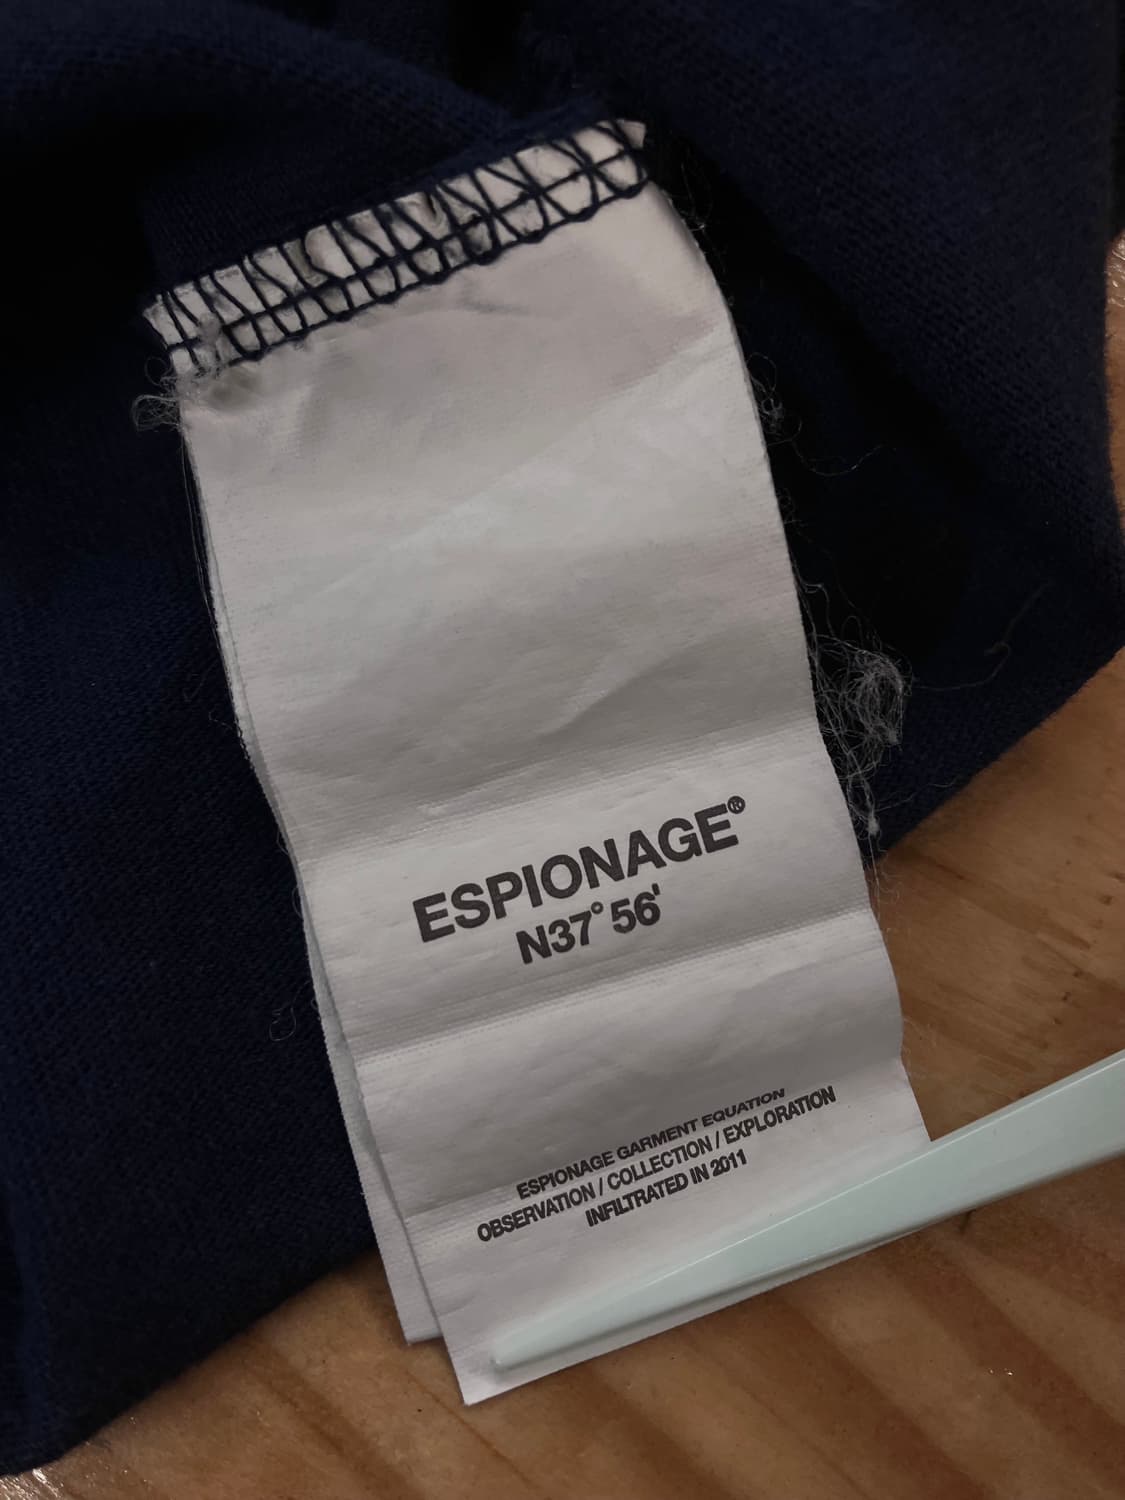 ESPIONAGE®
N37° 56'
ESPIONAGE GARMENT EQUATION
OBSERVATION / COLLECTION / EXPLORATION
INFILTRATED IN 2011